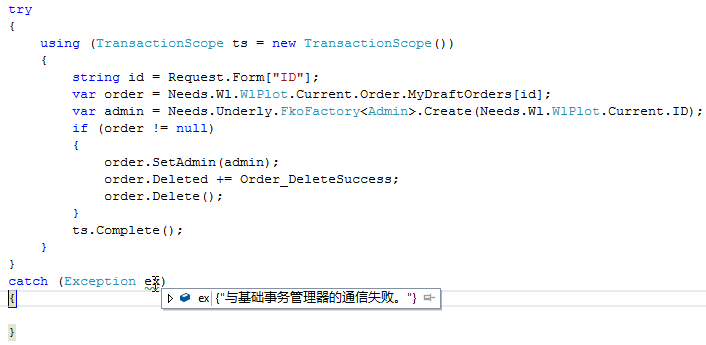 try
{
    using (TransactionScope ts = new TransactionScope())
    {
        string id = Request.Form["ID"];
        var order = Needs.Wl.WlPlot.Current.Order.MyDraftOrders[id];
        var admin = Needs.Underly.FkoFactory<Admin>.Create(Needs.Wl.WlPlot.Current.ID);
        if (order != null)
        {
            order.SetAdmin(admin);
            order.Deleted += Order_DeleteSuccess;
            order.Delete();
        }
        ts.Complete();
    }
}
catch (Exception ex)
{
ex {"与基础事务管理器的通信失败。"}
}